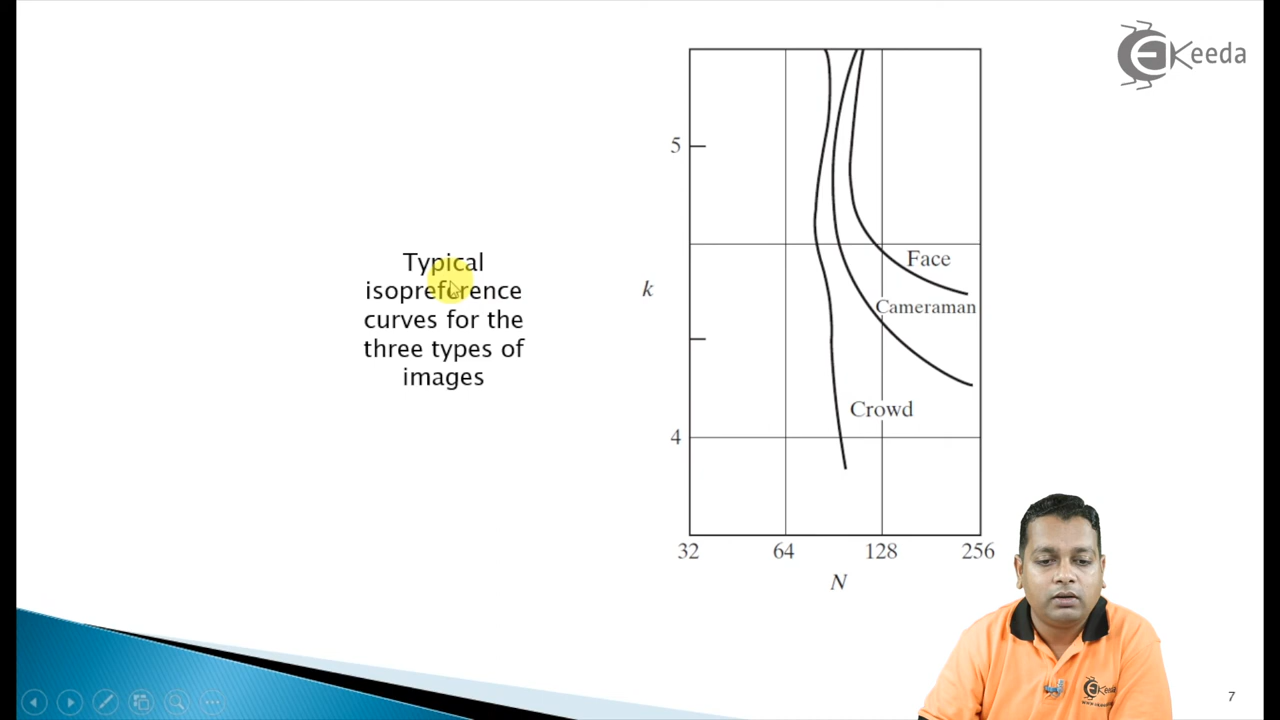 Keeda
Typical
isopreference
curves for the
three types of
images
5
k
4
Face
Cameraman
Crowd
32 64 128 256
N
7